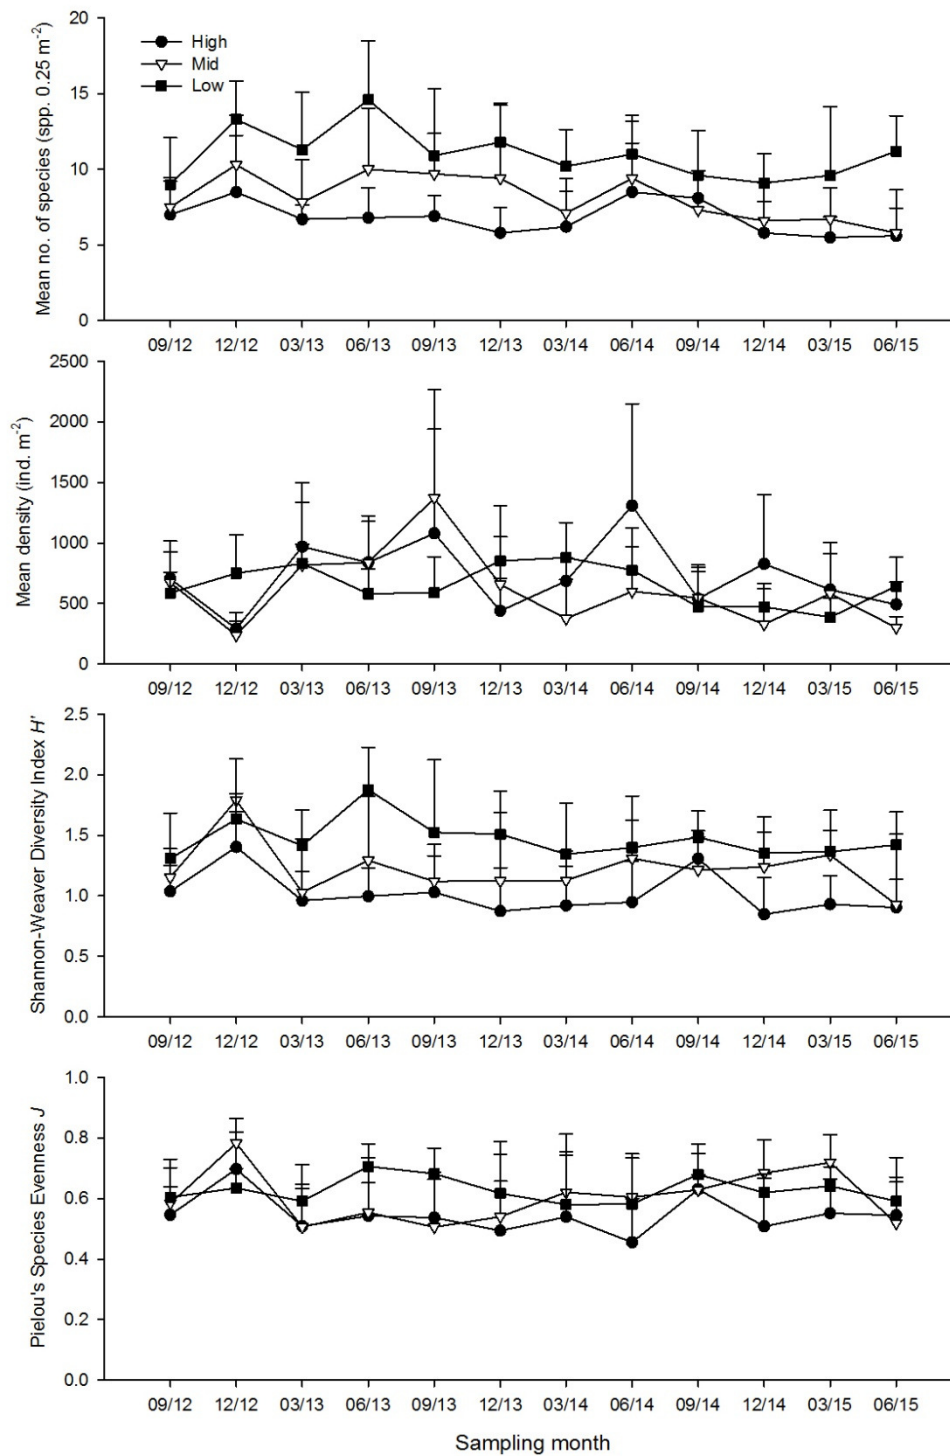 Mean no. of species (spp. 0.25 m⁻²)
20
15
10
5
0
High
Mid
Low
09/12 12/12 03/13 06/13 09/13 12/13 03/14 06/14 09/14 12/14 03/15 06/15
Mean density (ind. m⁻²)
2500
2000
1500
1000
500
0
09/12 12/12 03/13 06/13 09/13 12/13 03/14 06/14 09/14 12/14 03/15 06/15
Shannon-Weaver Diversity Index H'
2.5
2.0
1.5
1.0
0.5
0.0
09/12 12/12 03/13 06/13 09/13 12/13 03/14 06/14 09/14 12/14 03/15 06/15
Pielou's Species Evenness J
1.0
0.8
0.6
0.4
0.2
0.0
09/12 12/12 03/13 06/13 09/13 12/13 03/14 06/14 09/14 12/14 03/15 06/15
Sampling month